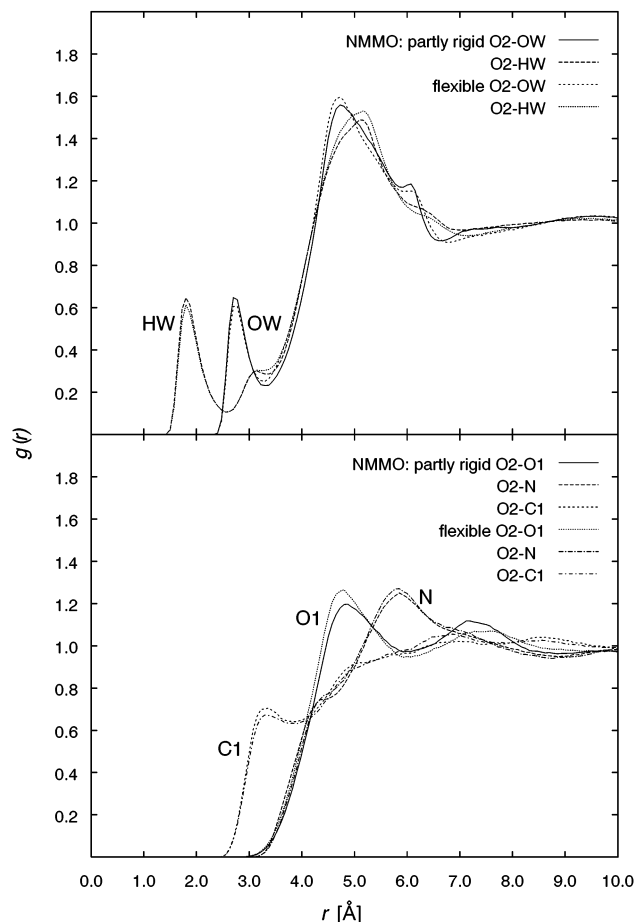 NMMO: partly rigid O2-OW
O2-HW
flexible O2-OW
O2-HW
1.8
1.6
1.4
1.2
1.0
0.8
0.6
0.4
0.2
HW
OW
g(r)
NMMO: partly rigid O2-O1
O2-N
O2-C1
flexible O2-O1
O2-N
O2-C1
1.8
1.6
1.4
1.2
1.0
0.8
0.6
0.4
0.2
O1
N
C1
0.0 1.0 2.0 3.0 4.0 5.0 6.0 7.0 8.0 9.0 10.0
r [Å]